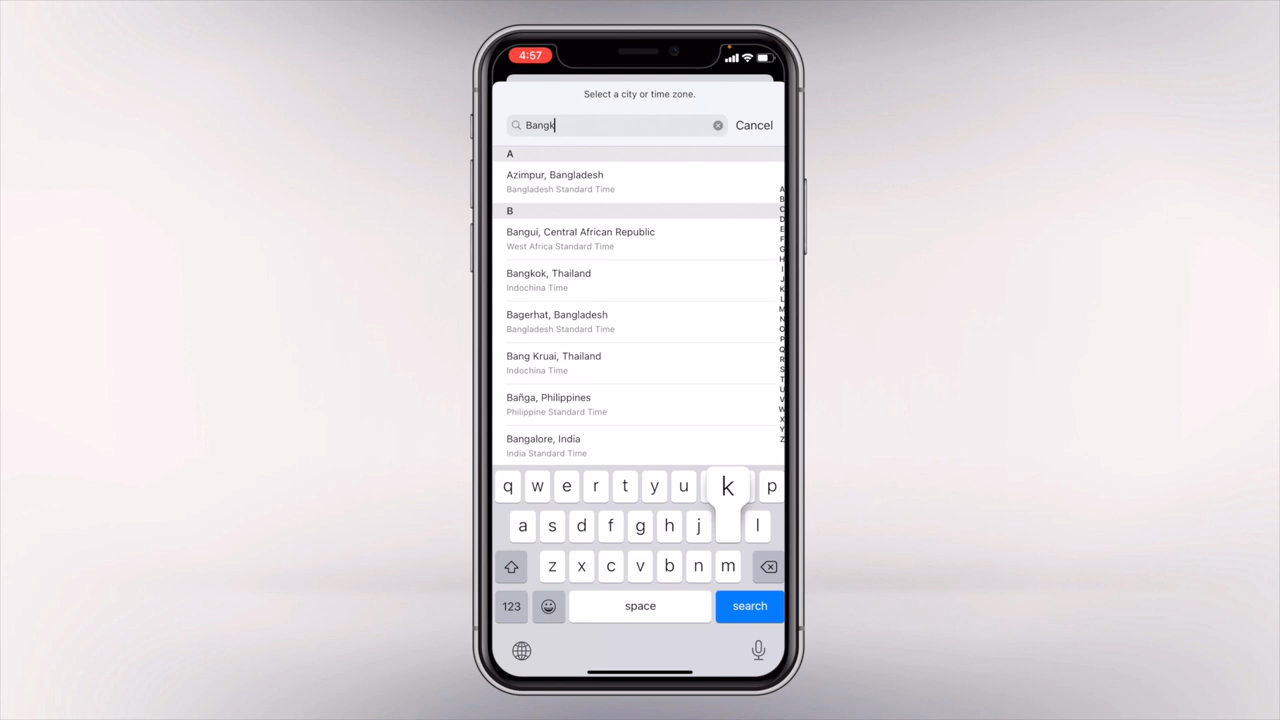 4:57
Select a city or time zone.
Bangk
Cancel
A
Azimpur, Bangladesh
Bangladesh Standard Time
B
Bangui, Central African Republic
West Africa Standard Time
Bangkok, Thailand
Indochina Time
Bagerhat, Bangladesh
Bangladesh Standard Time
Bang Kruai, Thailand
Indochina Time
Bañga, Philippines
Philippine Standard Time
Bangalore, India
India Standard Time
A
B
C
D
E
F
G
H
I
J
K
L
M
N
O
P
Q
R
S
T
U
V
W
X
Y
Z
q w e r t y u k p
a s d f g h j l
z x c v b n m
123 space search